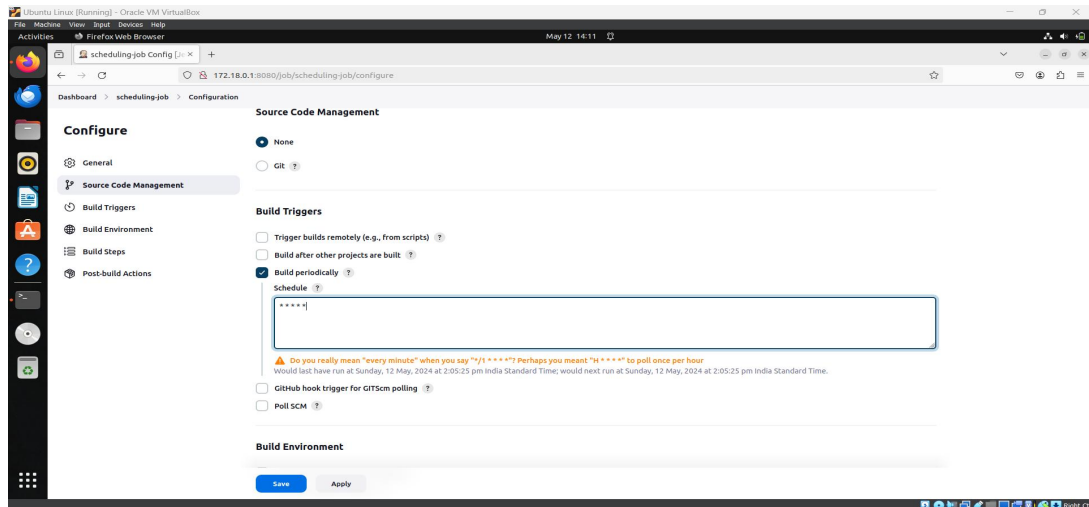 Ubuntu Linux [Running] - Oracle VM VirtualBox
File Machine View Input Devices Help
Activities Firefox Web Browser May 12 14:11
scheduling-job Config [Je
172.18.0.1:8080/job/scheduling-job/configure
Dashboard > scheduling-job > Configuration
Configure
General
Source Code Management
Build Triggers
Build Environment
Build Steps
Post-build Actions
Source Code Management
None
Git ?
Build Triggers
Trigger builds remotely (e.g., from scripts) ?
Build after other projects are built ?
Build periodically ?
Schedule ?
* * * * *
Do you really mean "every minute" when you say "*/1 * * * *"? Perhaps you meant "H * * * *" to poll once per hour
Would last have run at Sunday, 12 May, 2024 at 2:05:25 pm India Standard Time; would next run at Sunday, 12 May, 2024 at 2:05:25 pm India Standard Time.
GitHub hook trigger for GITScm polling ?
Poll SCM ?
Build Environment
Save Apply
Right Ct